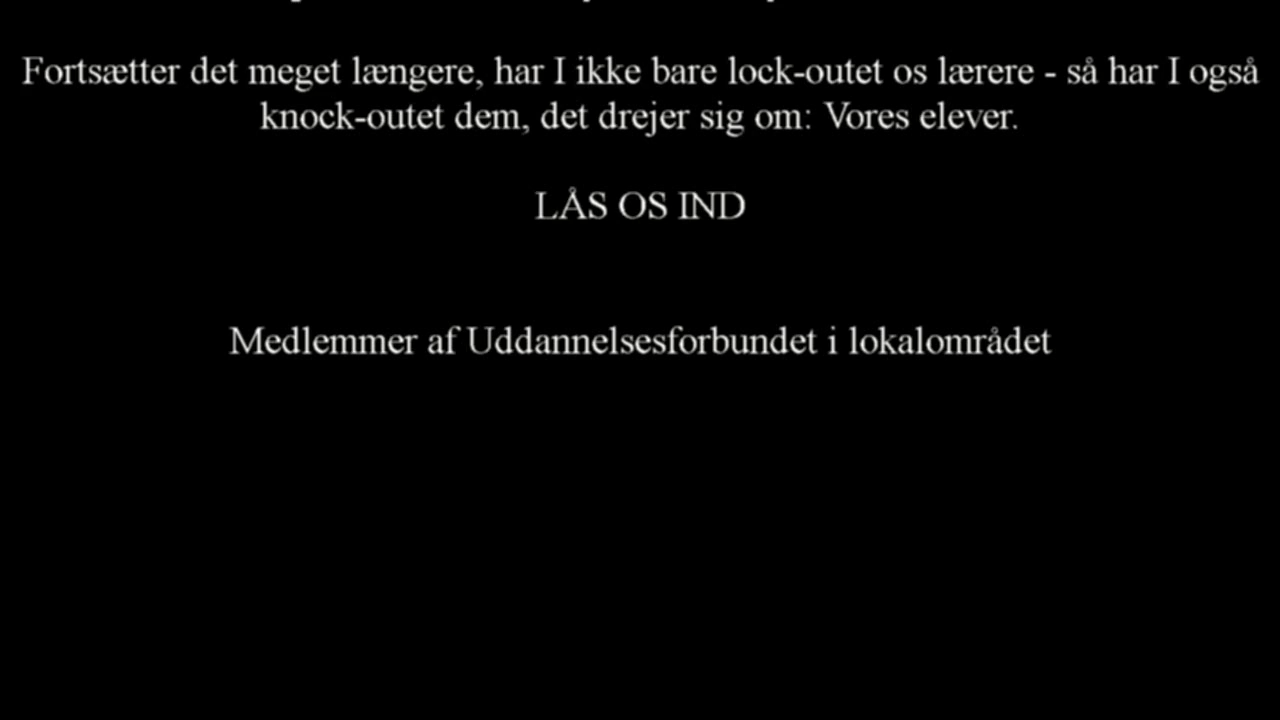 Fortsætter det meget længere, har I ikke bare lock-outet os lærere - så har I også
knock-outet dem, det drejer sig om: Vores elever.
LÅS OS IND
Medlemmer af Uddannelsesforbundet i lokalområdet